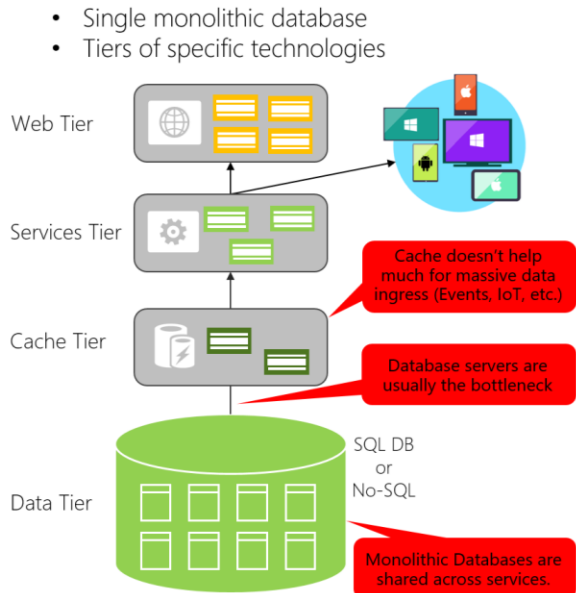 • Single monolithic database
• Tiers of specific technologies
Web Tier
Services Tier
Cache doesn't help
much for massive data
ingress (Events, IoT, etc.)
Cache Tier
Database servers are
usually the bottleneck
SQL DB
or
No-SQL
Data Tier
Monolithic Databases are
shared across services.